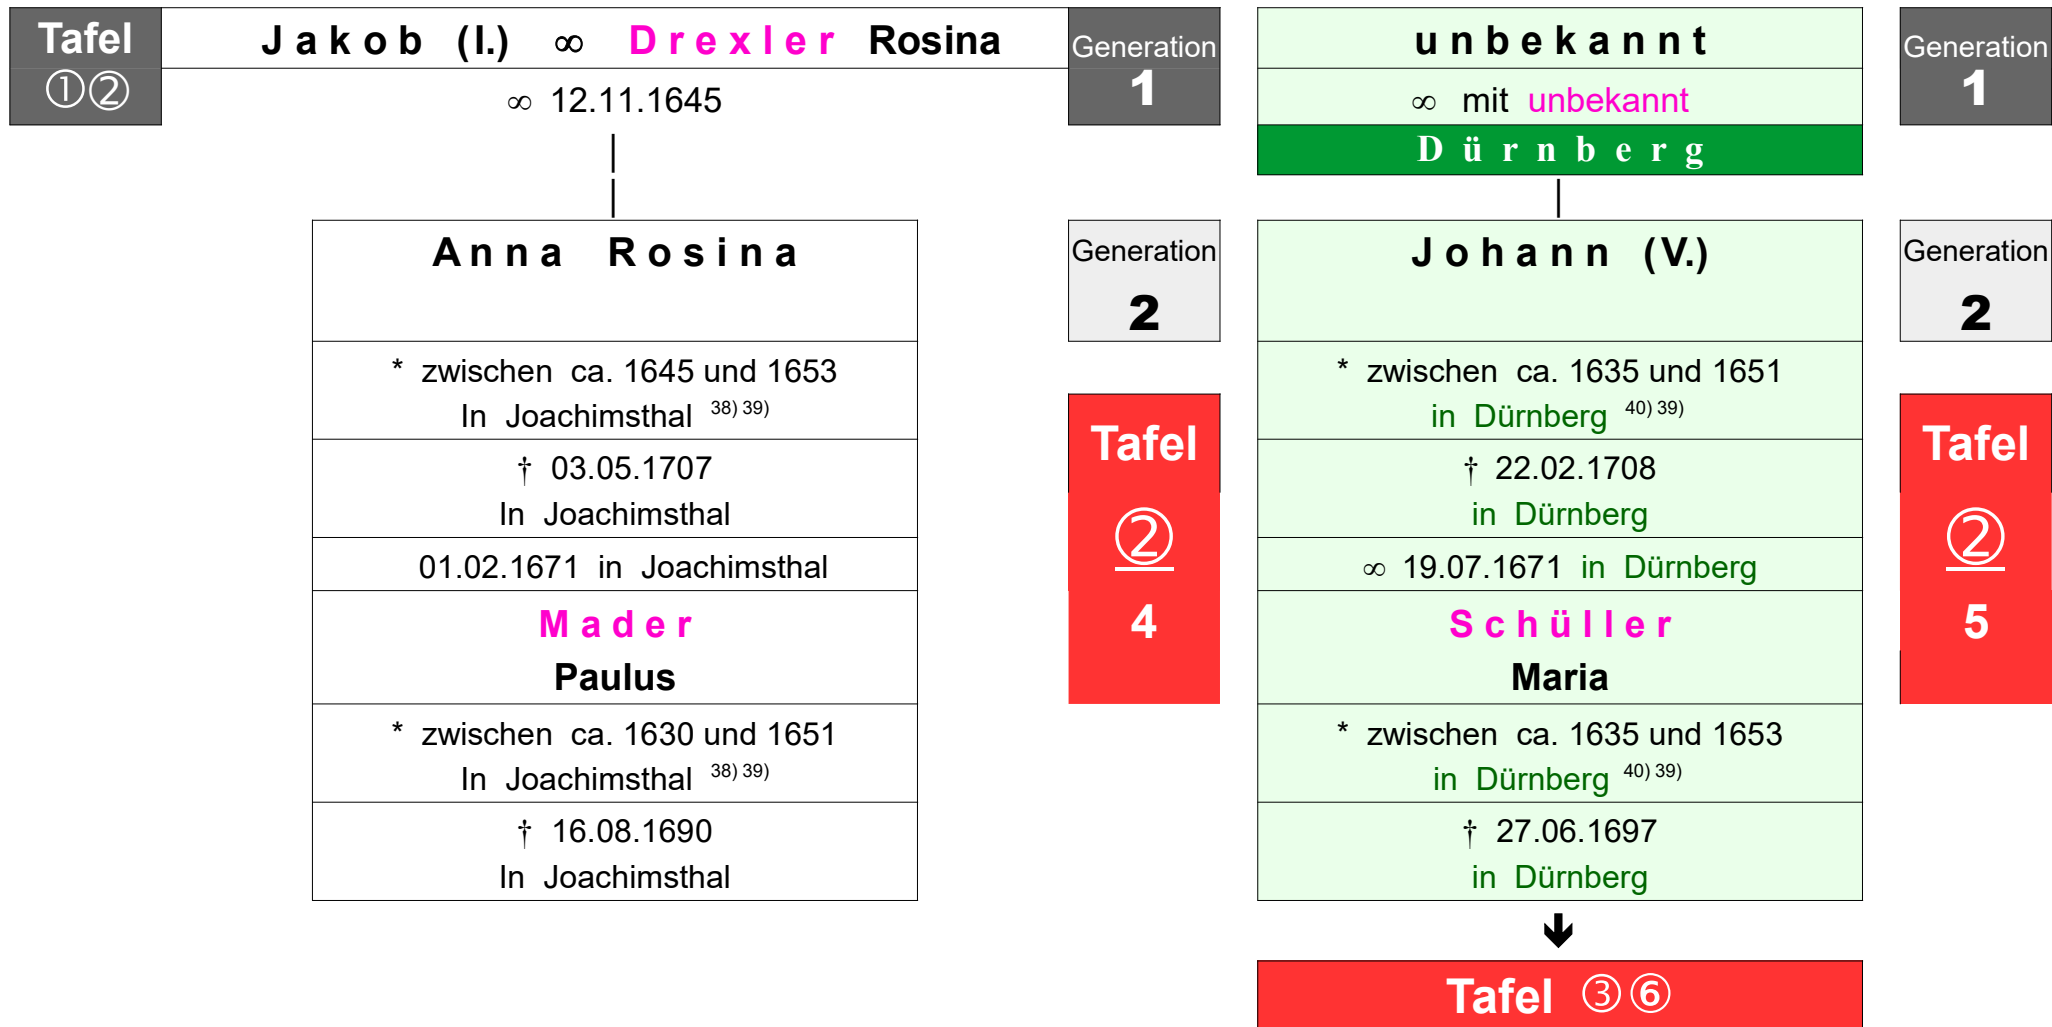 Tafel
①②
Jakob (I.) ∞ Drexler Rosina
∞ 12.11.1645
Generation
1
Anna Rosina
* zwischen ca. 1645 und 1653
In Joachimsthal 38) 39)
† 03.05.1707
In Joachimsthal
01.02.1671 in Joachimsthal
Mader
Paulus
* zwischen ca. 1630 und 1651
In Joachimsthal 38) 39)
† 16.08.1690
In Joachimsthal
Generation
2
Tafel
②
4
unbekannt
∞ mit unbekannt
Dürnberg
Generation
1
Johann (V.)
* zwischen ca. 1635 und 1651
in Dürnberg 40) 39)
† 22.02.1708
in Dürnberg
∞ 19.07.1671 in Dürnberg
Schüller
Maria
* zwischen ca. 1635 und 1653
in Dürnberg 40) 39)
† 27.06.1697
in Dürnberg
Generation
2
Tafel
②
5
Tafel ③⑥